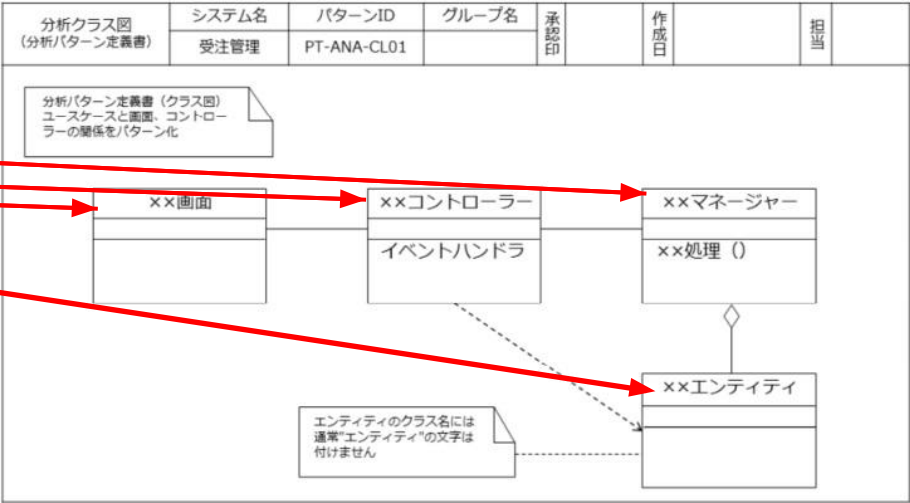 分析クラス図
(分析パターン定義書)
システム名
パターンID
グループ名
承認印
作成日
担当
受注管理
PT-ANA-CL01
分析パターン定義書（クラス図）
ユースケースと画面、コントロー
ラーの関係をパターン化
××画面
××コントローラー
××マネージャー
イベントハンドラ
××処理（）
××エンティティ
エンティティのクラス名には
通常"エンティティ"の文字は
付けません